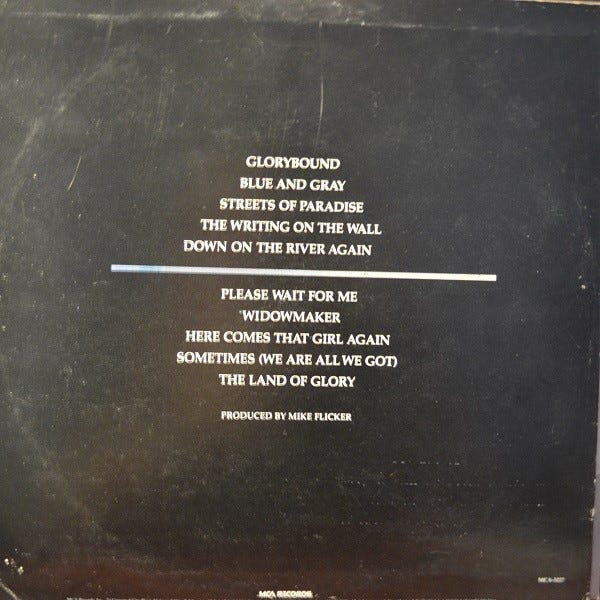 GLORYBOUND
BLUE AND GRAY
STREETS OF PARADISE
THE WRITING ON THE WALL
DOWN ON THE RIVER AGAIN
PLEASE WAIT FOR ME
WIDOWMAKER
HERE COMES THAT GIRL AGAIN
SOMETIMES (WE ARE ALL WE GOT)
THE LAND OF GLORY
PRODUCED BY MIKE FLICKER
MCA RECORDS